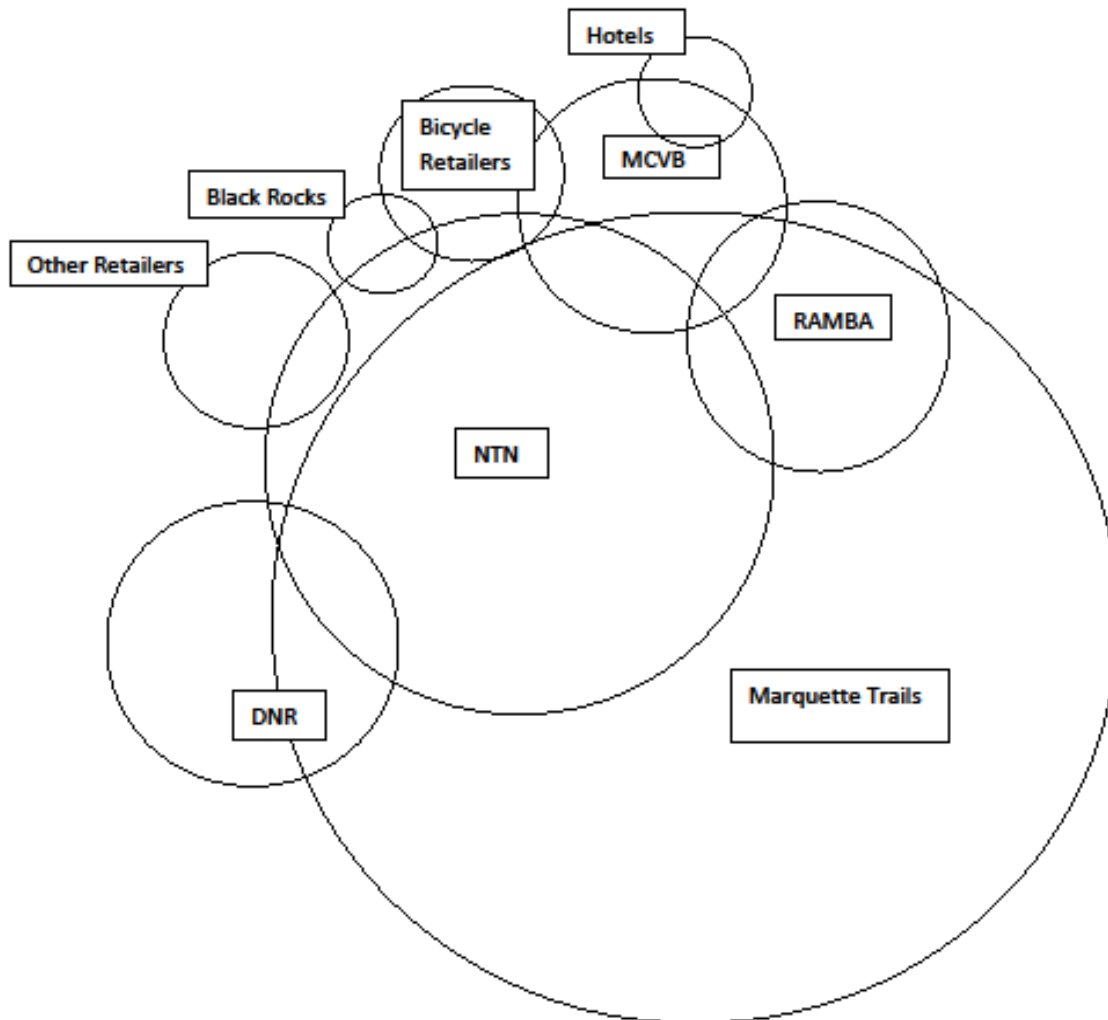 Hotels
Bicycle
Retailers
MCVB
Black Rocks
Other Retailers
RAMBA
NTN
Marquette Trails
DNR